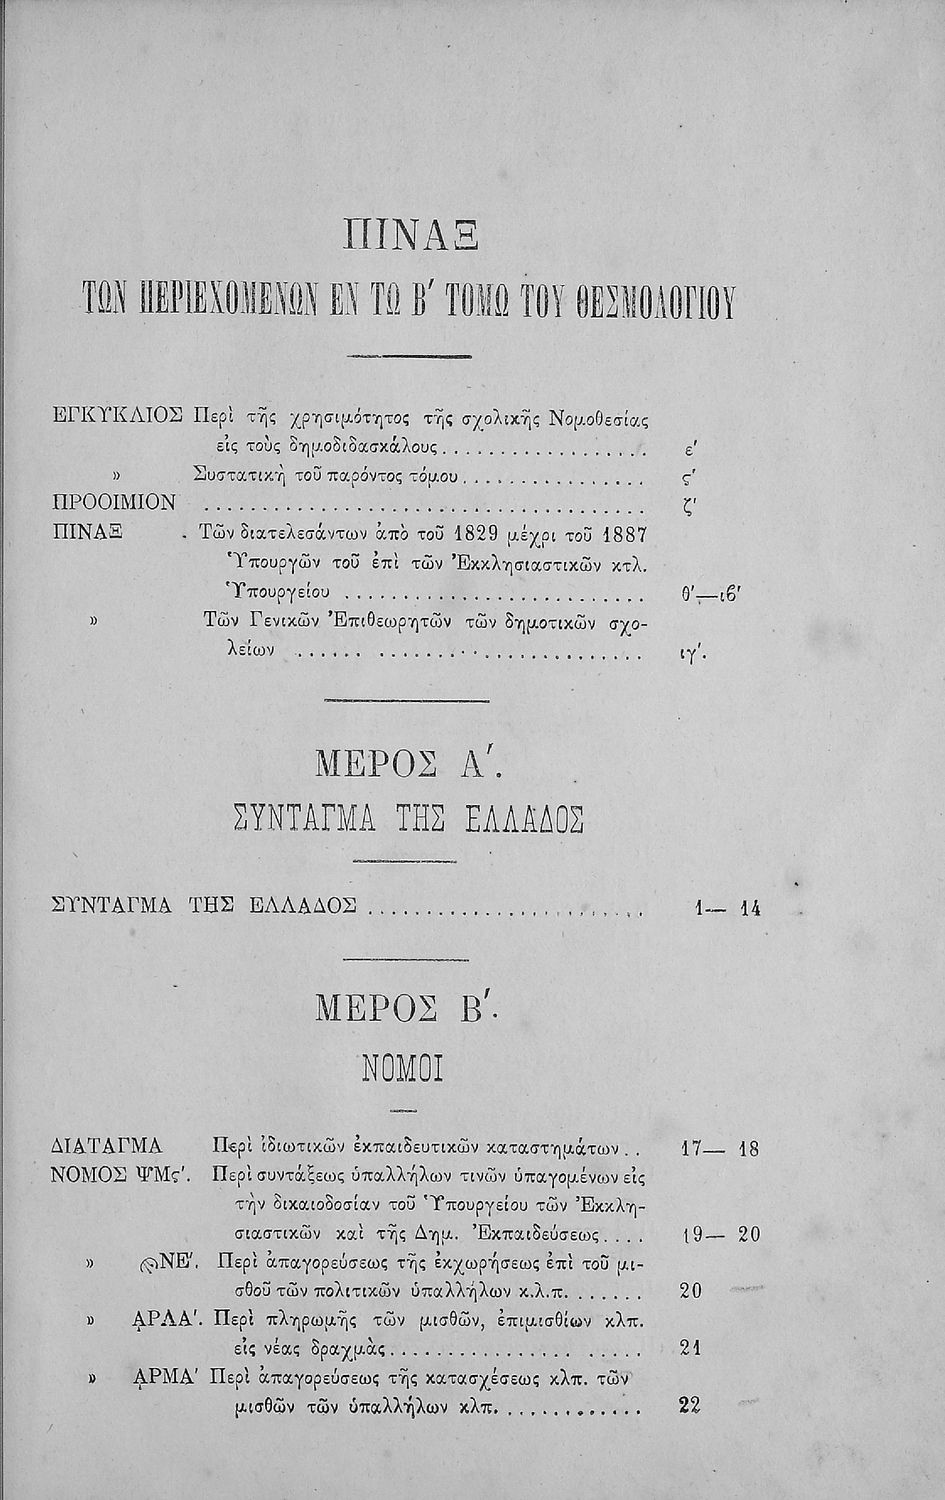 ΠΙΝΑΞ
ΤΩΝ ΠΕΡΙΕΧΟΜΕΝΩΝ ΕΝ ΤΩ Β' ΤΟΜΩ ΤΟΥ ΘΕΣΜΟΛΟΓΙΟΥ
ΕΓΚΥΚΛΙΟΣ Περὶ τῆς χρησιμότητος τῆς σχολικῆς Νομοθεσίας
εἰς τοὺς δημοδιδασκάλους . . . . . . . . . . . . . . . . . . ε'
» Συστατικὴ τοῦ παρόντος τόμου . . . . . . . . . . . . . . . . ϛ'
ΠΡΟΟΙΜΙΟΝ . . . . . . . . . . . . . . . . . . . . . . . . . . . . . . . . . . . . ζ'
ΠΙΝΑΞ . Τῶν διατελεσάντων ἀπὸ τοῦ 1829 μέχρι τοῦ 1887
Ὑπουργῶν τοῦ ἐπὶ τῶν Ἐκκλησιαστικῶν κτλ.
Ὑπουργείου . . . . . . . . . . . . . . . . . . . . . . . . . θ'.—ιβ'
» Τῶν Γενικῶν Ἐπιθεωρητῶν τῶν δημοτικῶν σχο-
λείων . . . . . . . . . . . . . . . . . . . . . . . . . . . . . ιγ'.
ΜΕΡΟΣ Α'.
ΣΥΝΤΑΓΜΑ ΤΗΣ ΕΛΛΑΔΟΣ
ΣΥΝΤΑΓΜΑ ΤΗΣ ΕΛΛΑΔΟΣ . . . . . . . . . . . . . . . . . . . . . . . . 1— 14
ΜΕΡΟΣ Β'.
ΝΟΜΟΙ
ΔΙΑΤΑΓΜΑ Περὶ ἰδιωτικῶν ἐκπαιδευτικῶν καταστημάτων . . 17— 18
ΝΟΜΟΣ ΨΜϛ'. Περὶ συντάξεως ὑπαλλήλων τινῶν ὑπαγομένων εἰς
τὴν δικαιοδοσίαν τοῦ Ὑπουργείου τῶν Ἐκκλη-
σιαστικῶν καὶ τῆς Δημ. Ἐκπαιδεύσεως . . . . 19— 20
» ϠΝΕ'. Περὶ ἀπαγορεύσεως τῆς ἐκχωρήσεως ἐπὶ τοῦ μι-
σθοῦ τῶν πολιτικῶν ὑπαλλήλων κ.λ.π. . . . . . . 20
» ͵ΑΡΛΑ'. Περὶ πληρωμῆς τῶν μισθῶν, ἐπιμισθίων κλπ.
εἰς νέας δραχμὰς . . . . . . . . . . . . . . . . . . . . . 21
» ͵ΑΡΜΑ' Περὶ ἀπαγορεύσεως τῆς κατασχέσεως κλπ. τῶν
μισθῶν τῶν ὑπαλλήλων κλπ. . . . . . . . . . . . . 22